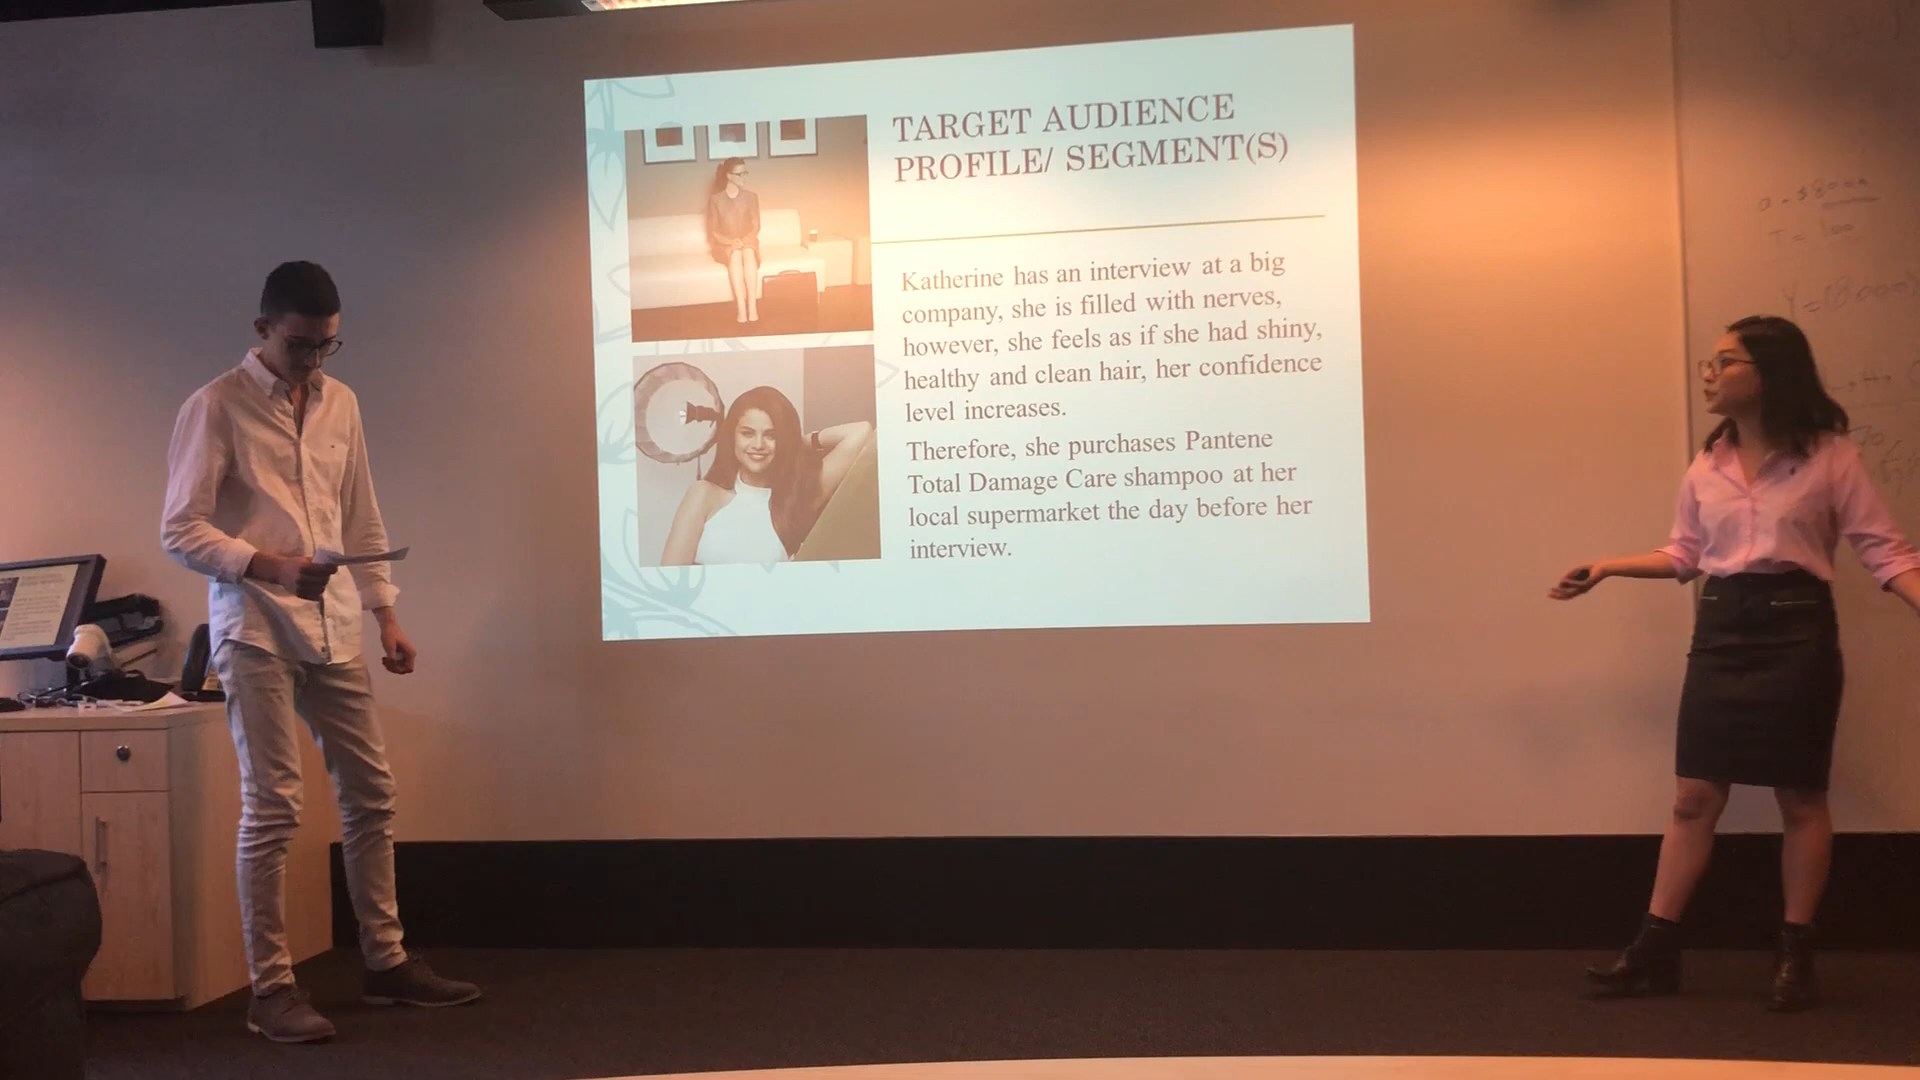 TARGET AUDIENCE
PROFILE/ SEGMENT(S)
Katherine has an interview at a big
company, she is filled with nerves,
however, she feels as if she had shiny,
healthy and clean hair, her confidence
level increases.
Therefore, she purchases Pantene
Total Damage Care shampoo at her
local supermarket the day before her
interview.